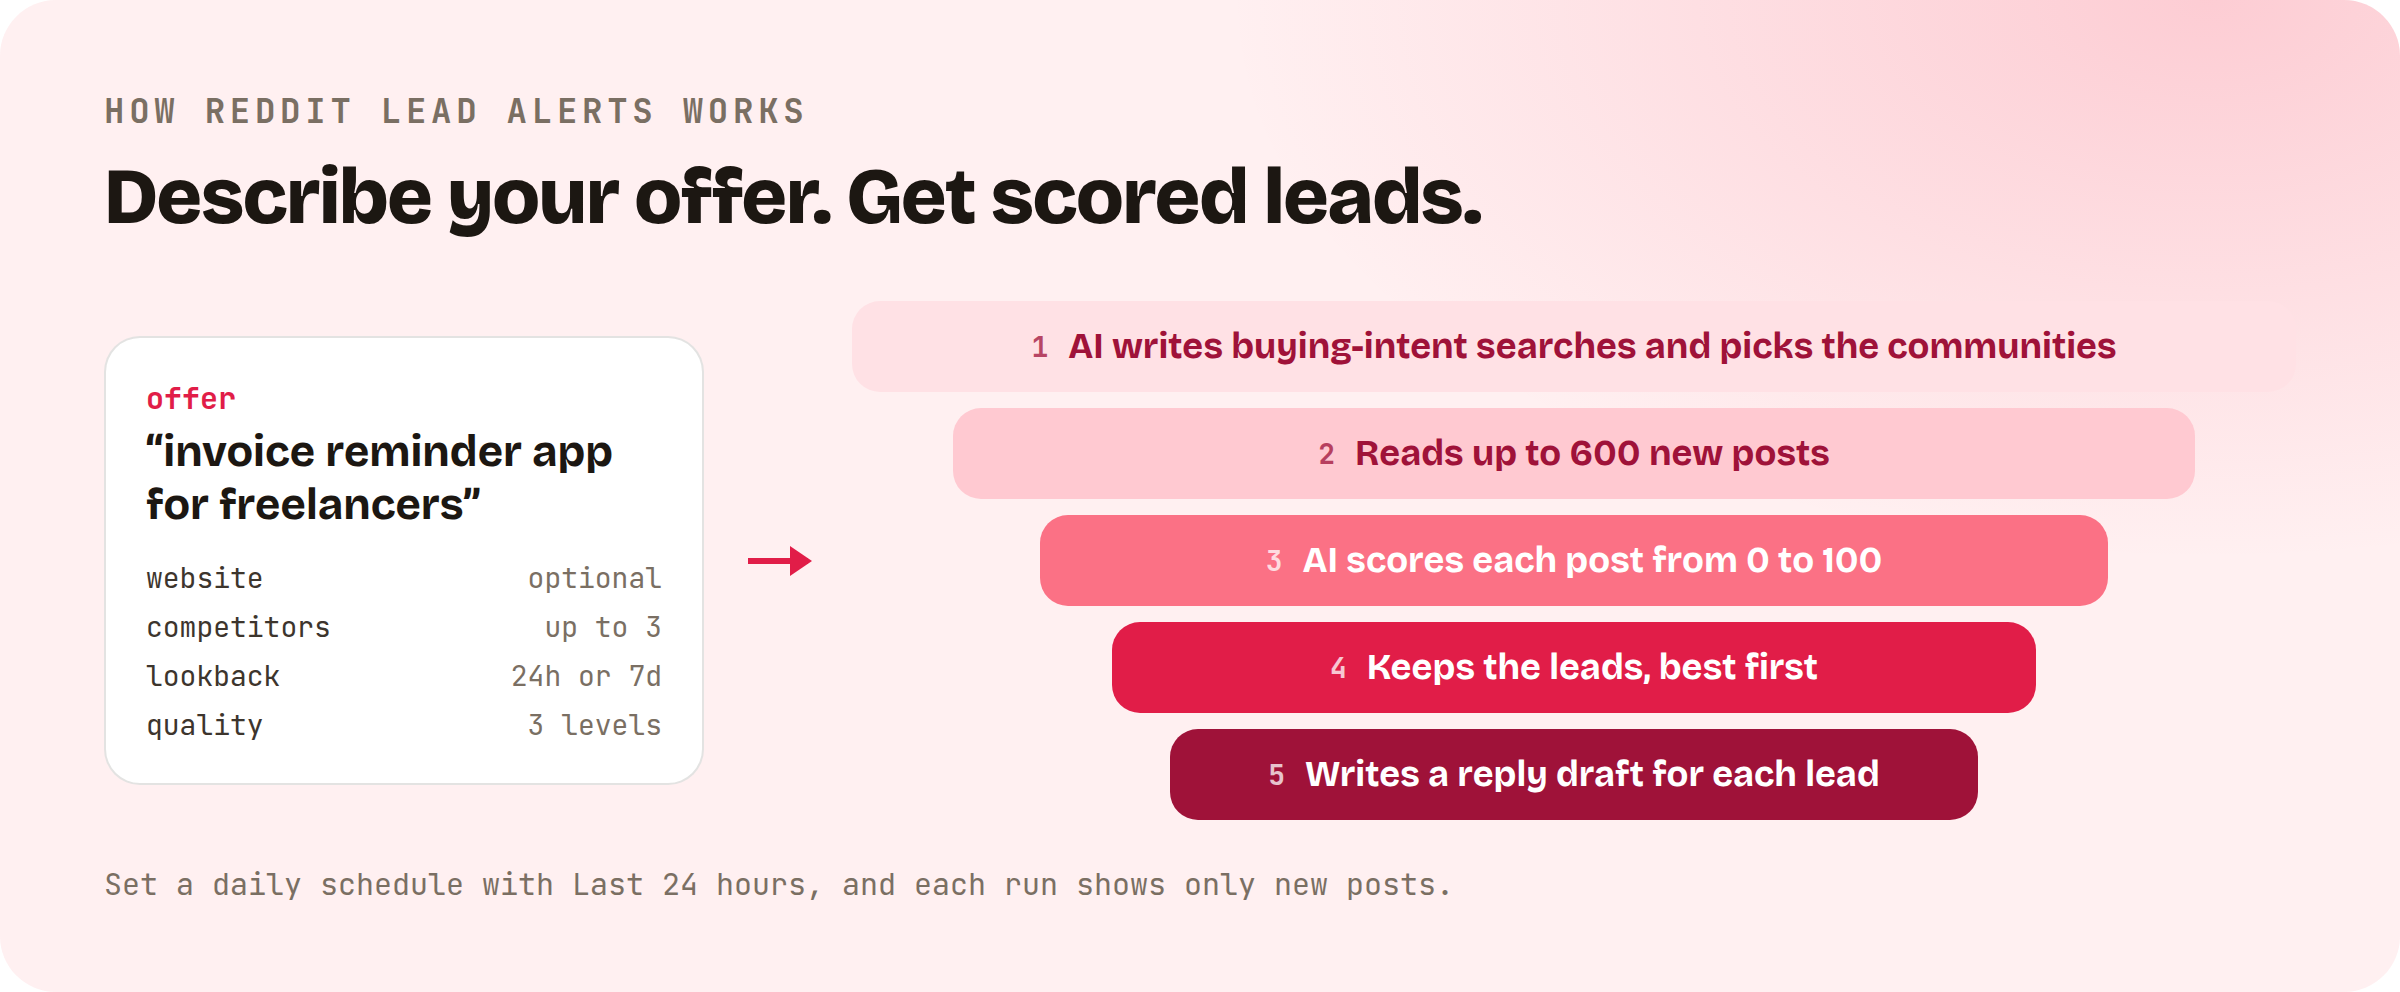 HOW REDDIT LEAD ALERTS WORKS
Describe your offer. Get scored leads.
offer
“invoice reminder app
for freelancers”
website optional
competitors up to 3
lookback 24h or 7d
quality 3 levels
1 AI writes buying-intent searches and picks the communities
2 Reads up to 600 new posts
3 AI scores each post from 0 to 100
4 Keeps the leads, best first
5 Writes a reply draft for each lead
Set a daily schedule with Last 24 hours, and each run shows only new posts.